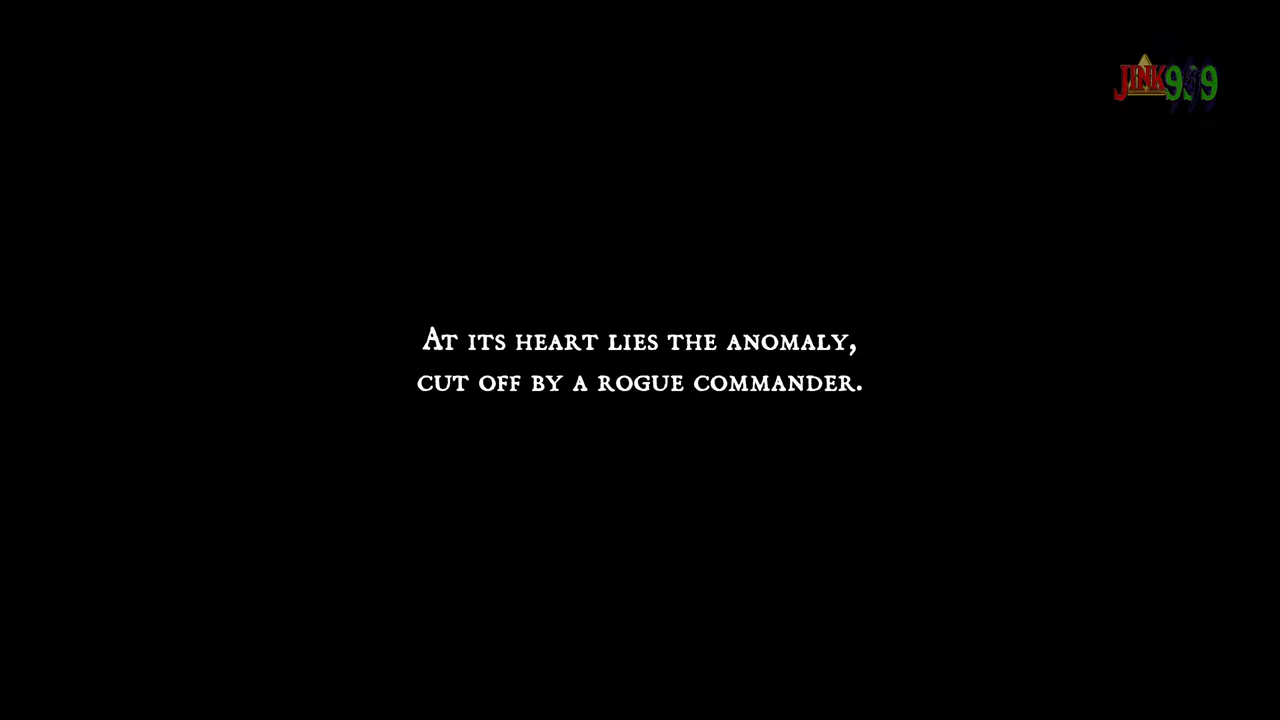 JINK999
At its heart lies the anomaly,
cut off by a rogue commander.